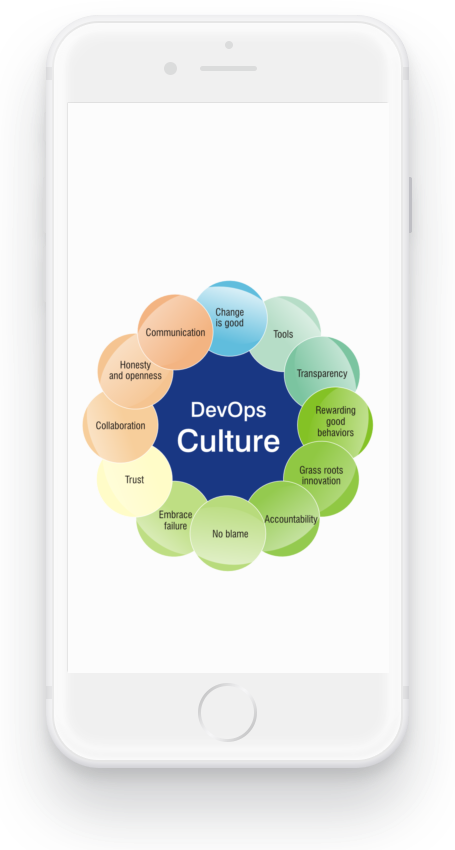 DevOps
Culture
Change
is good
Tools
Transparency
Rewarding
good
behaviors
Grass roots
innovation
Accountability
No blame
Embrace
failure
Trust
Collaboration
Honesty
and openness
Communication